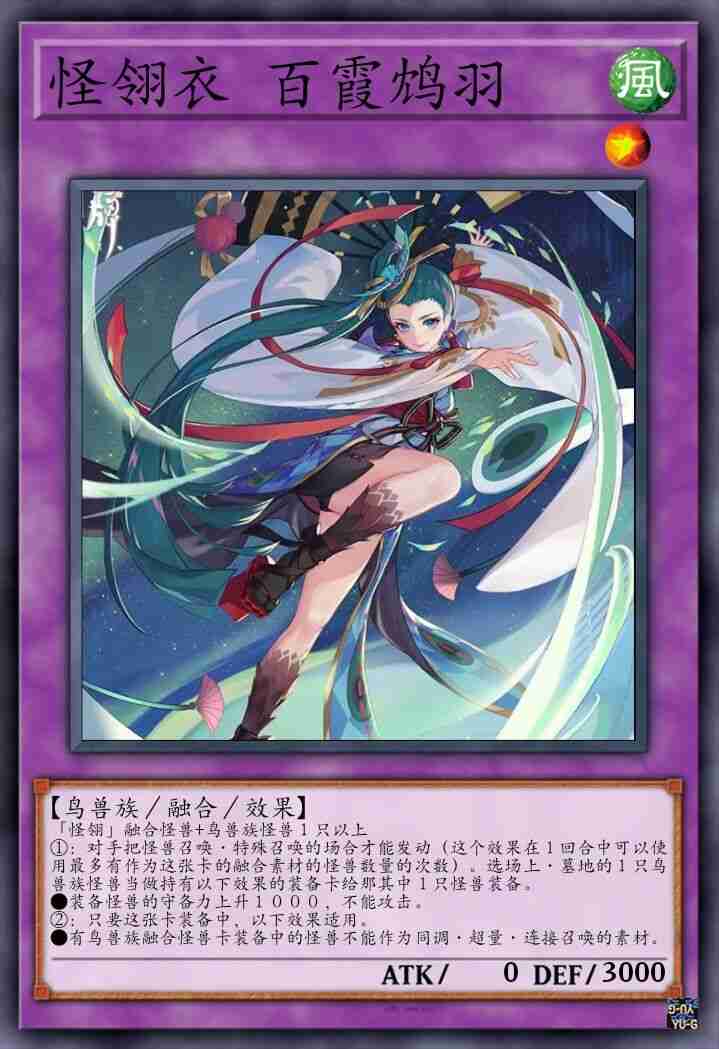 怪翎衣 百霞鸩羽
風
牌
【鸟兽族／融合／效果】
「怪翎」融合怪兽+鸟兽族怪兽１只以上
①：对手把怪兽召唤·特殊召唤的场合才能发动（这个效果在１回合中可以使
用最多有作为这张卡的融合素材的怪兽数量的次数）。选场上·墓地的１只鸟
兽族怪兽当做持有以下效果的装备卡给那其中１只怪兽装备。
●装备怪兽的守备力上升１０００，不能攻击。
②：只要这张卡装备中，以下效果适用。
●有鸟兽族融合怪兽卡装备中的怪兽不能作为同调·超量·连接召唤的素材。
ATK/ 0 DEF/3000
YU-G